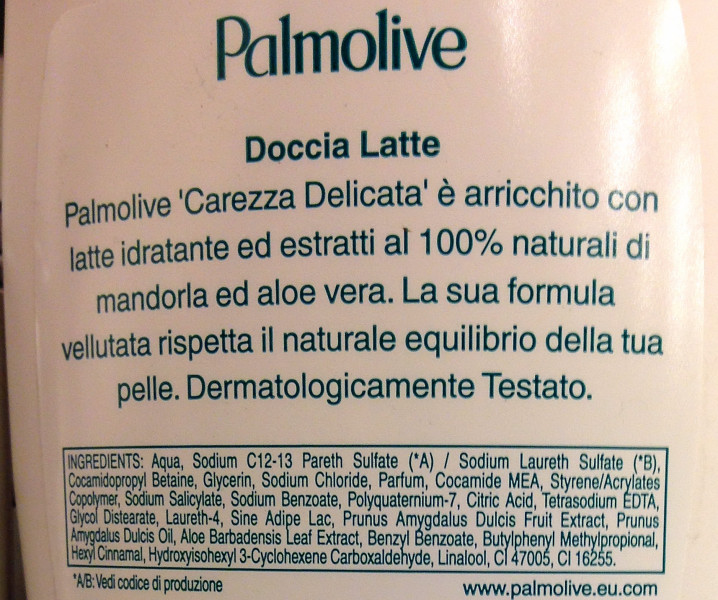 Palmolive
Doccia Latte
Palmolive 'Carezza Delicata' è arricchito con
latte idratante ed estratti al 100% naturali di
mandorla ed aloe vera. La sua formula
vellutata rispetta il naturale equilibrio della tua
pelle. Dermatologicamente Testato.
INGREDIENTS: Aqua, Sodium C12-13 Pareth Sulfate (*A) / Sodium Laureth Sulfate (*B),
Cocamidopropyl Betaine, Glycerin, Sodium Chloride, Parfum, Cocamide MEA, Styrene/Acrylates
Copolymer, Sodium Salicylate, Sodium Benzoate, Polyquaternium-7, Citric Acid, Tetrasodium EDTA,
Glycol Distearate, Laureth-4, Sine Adipe Lac, Prunus Amygdalus Dulcis Fruit Extract, Prunus
Amygdalus Dulcis Oil, Aloe Barbadensis Leaf Extract, Benzyl Benzoate, Butylphenyl Methylpropional,
Hexyl Cinnamal, Hydroxyisohexyl 3-Cyclohexene Carboxaldehyde, Linalool, CI 47005, CI 16255.
*A/B: Vedi codice di produzione
www.palmolive.eu.com